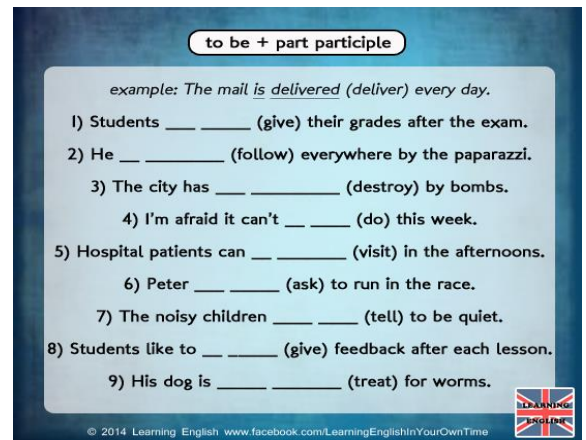 to be + part participle
example: The mail is delivered (deliver) every day.
1) Students ___ _____ (give) their grades after the exam.
2) He __ ________ (follow) everywhere by the paparazzi.
3) The city has ___ _________ (destroy) by bombs.
4) I'm afraid it can't __ ____ (do) this week.
5) Hospital patients can __ ________ (visit) in the afternoons.
6) Peter ___ _____ (ask) to run in the race.
7) The noisy children ____ ____ (tell) to be quiet.
8) Students like to __ _____ (give) feedback after each lesson.
9) His dog is _____ ________ (treat) for worms.
LEARNING
ENGLISH
© 2014 Learning English www.facebook.com/LearningEnglishInYourOwnTime